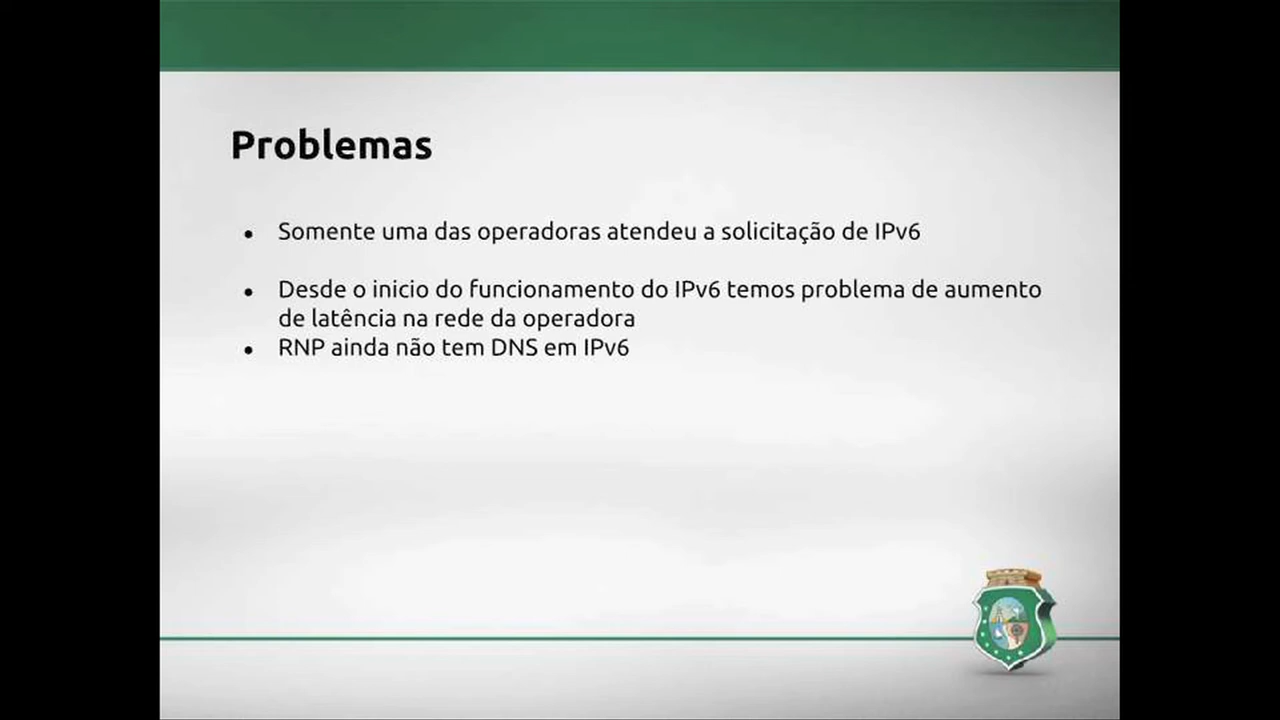 Problemas
● Somente uma das operadoras atendeu a solicitação de IPv6
● Desde o inicio do funcionamento do IPv6 temos problema de aumento
de latência na rede da operadora
● RNP ainda não tem DNS em IPv6